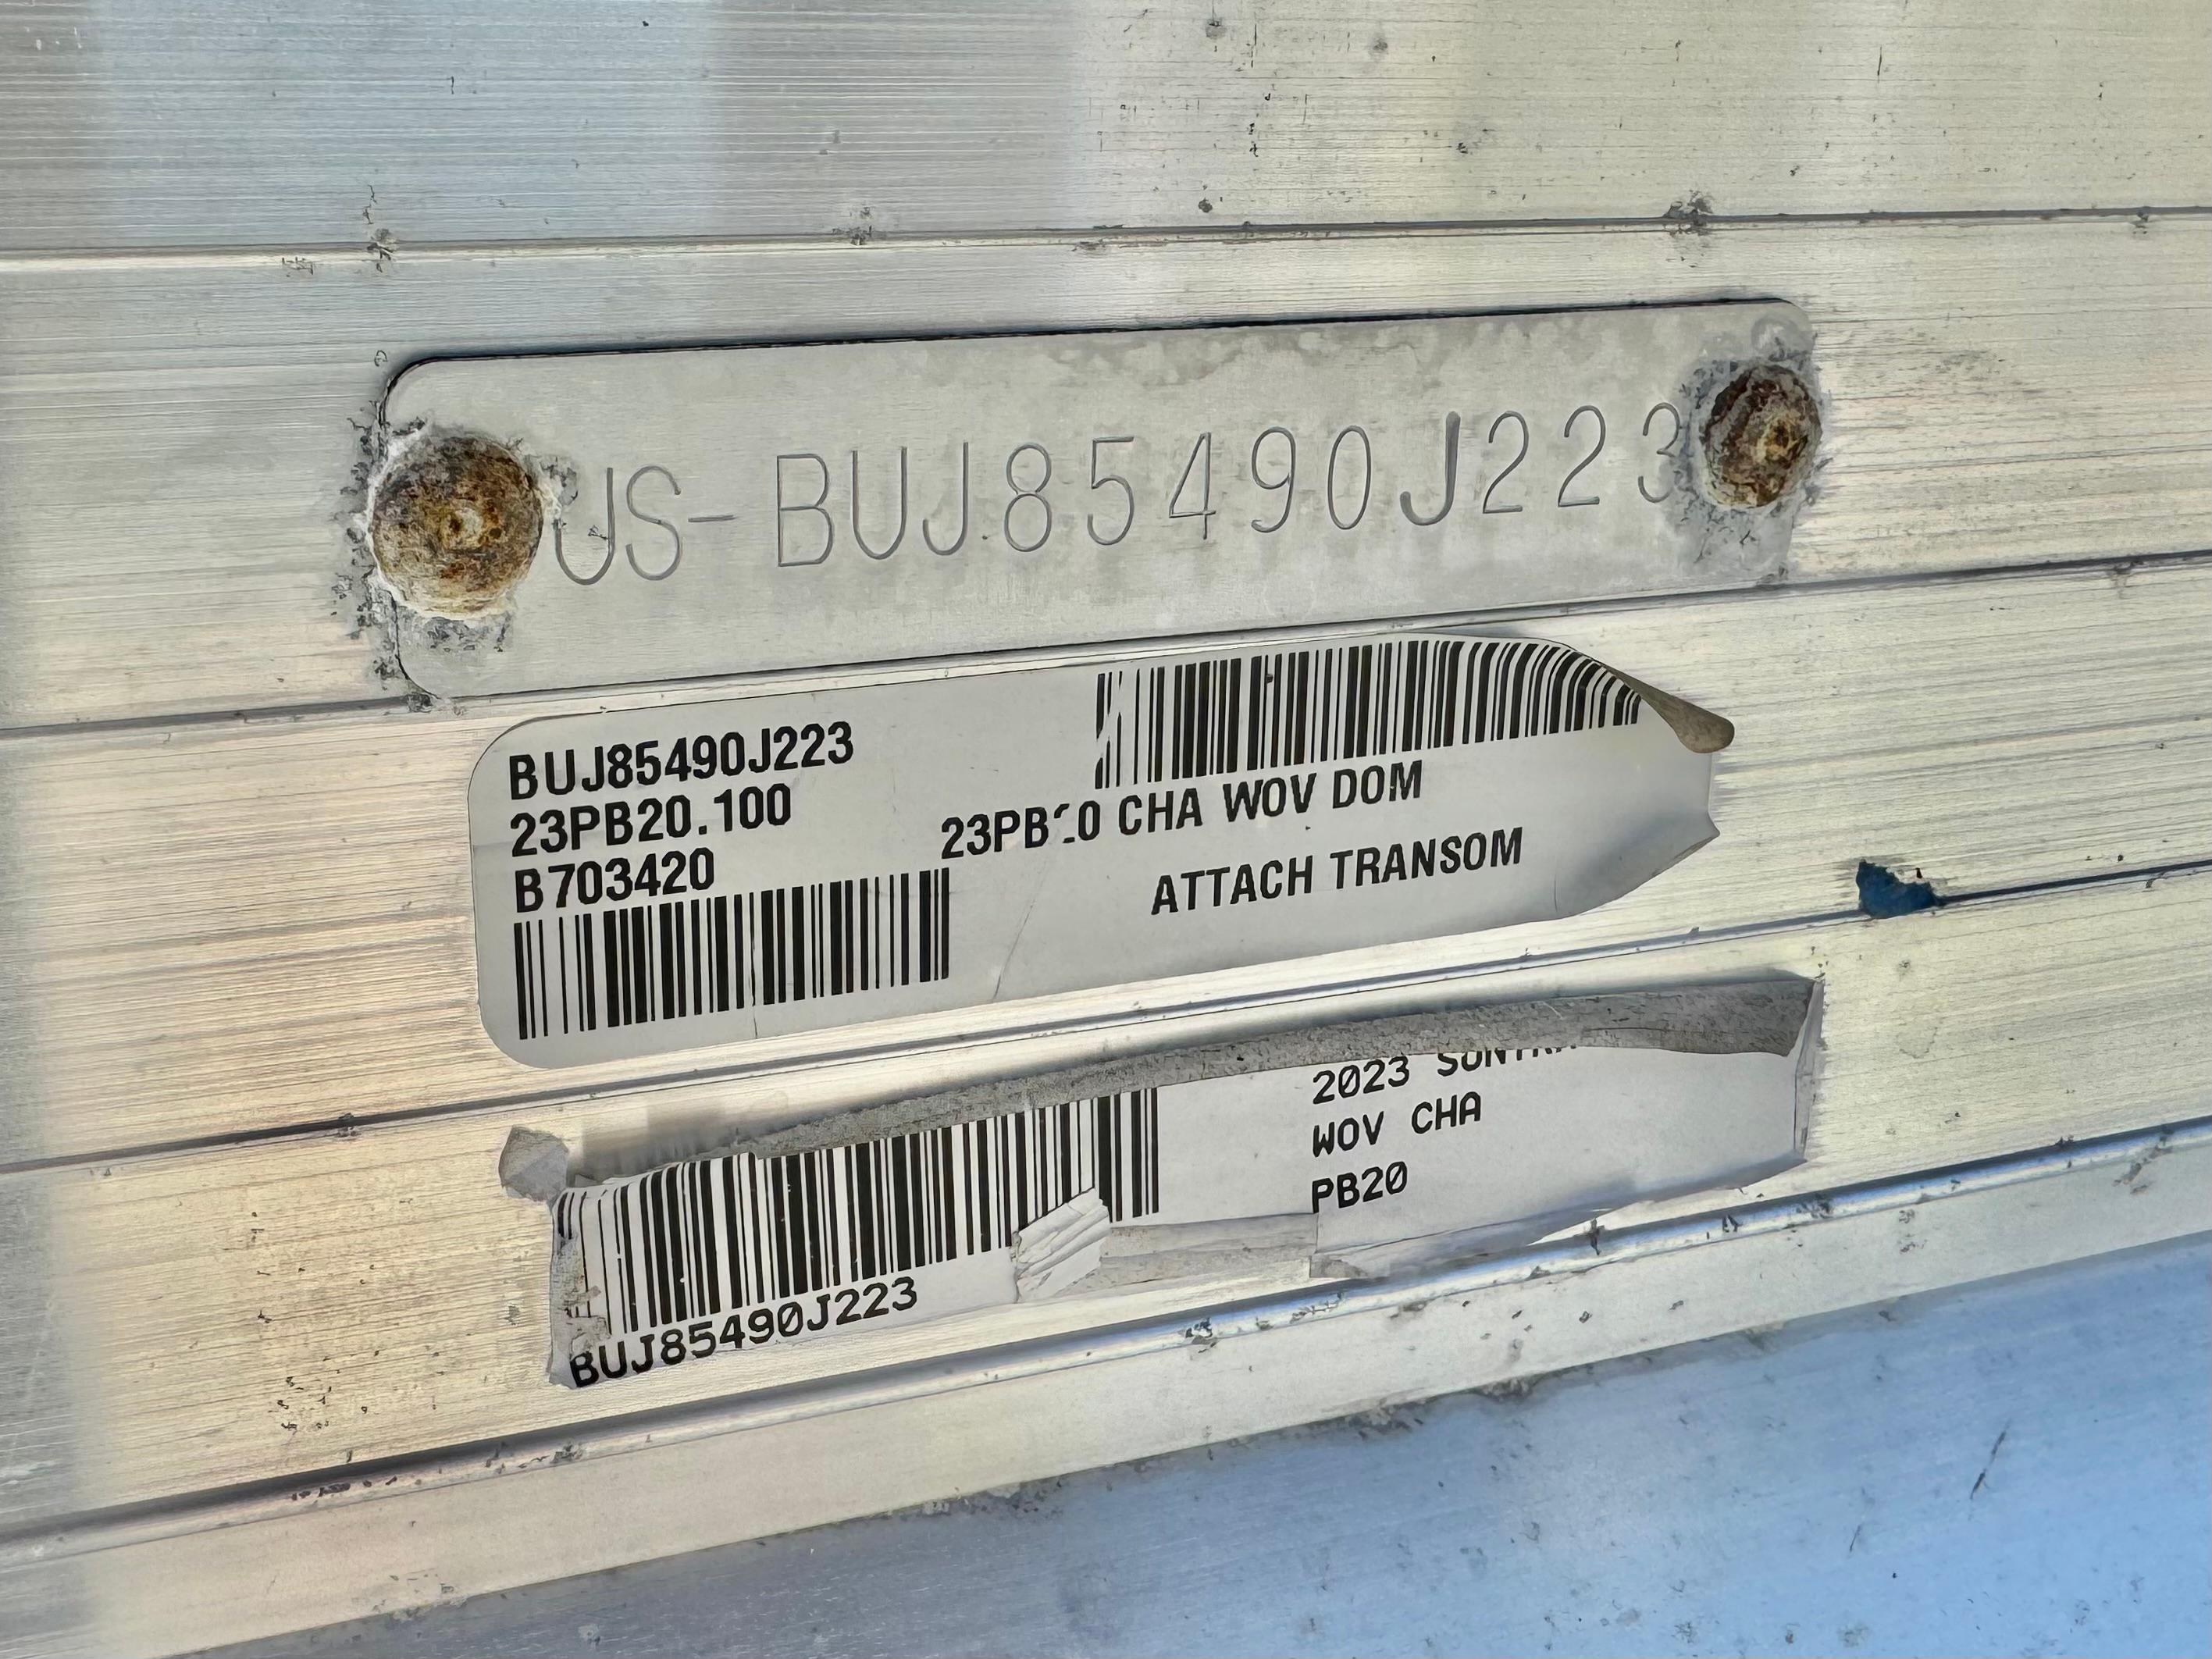 US-BUJ85490J223
BUJ85490J223
23PB20.100
B703420
23PB20 CHA WOV DOM
ATTACH TRANSOM
2023
WOV CHA
PB20
BUJ85490J223